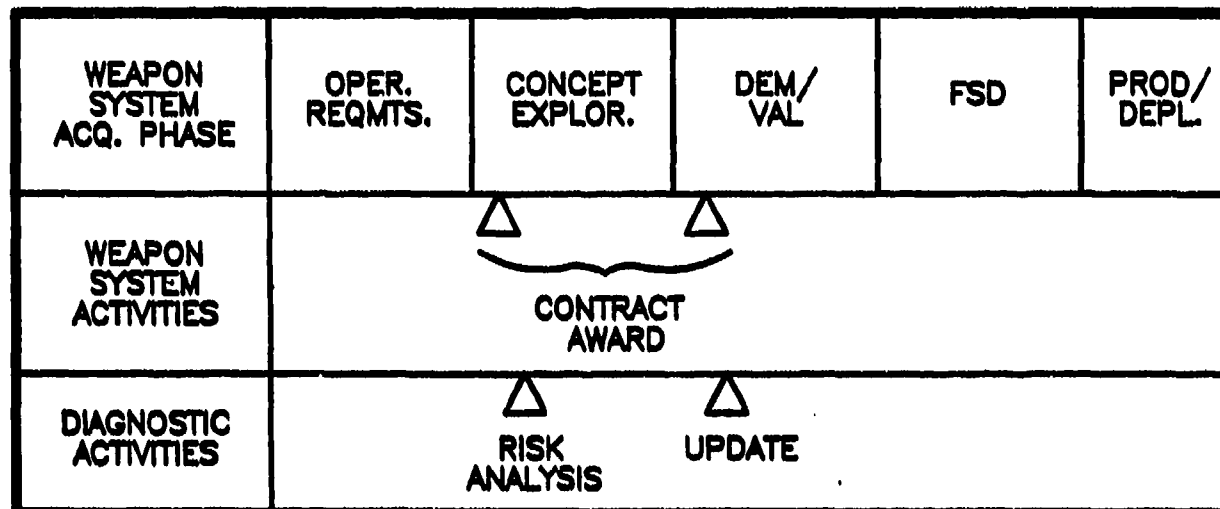 WEAPON
SYSTEM
ACQ. PHASE
OPER.
REQMTS.
CONCEPT
EXPLOR.
DEM/
VAL
FSD
PROD/
DEPL.
WEAPON
SYSTEM
ACTIVITIES
CONTRACT
AWARD
DIAGNOSTIC
ACTIVITIES
RISK
ANALYSIS
UPDATE